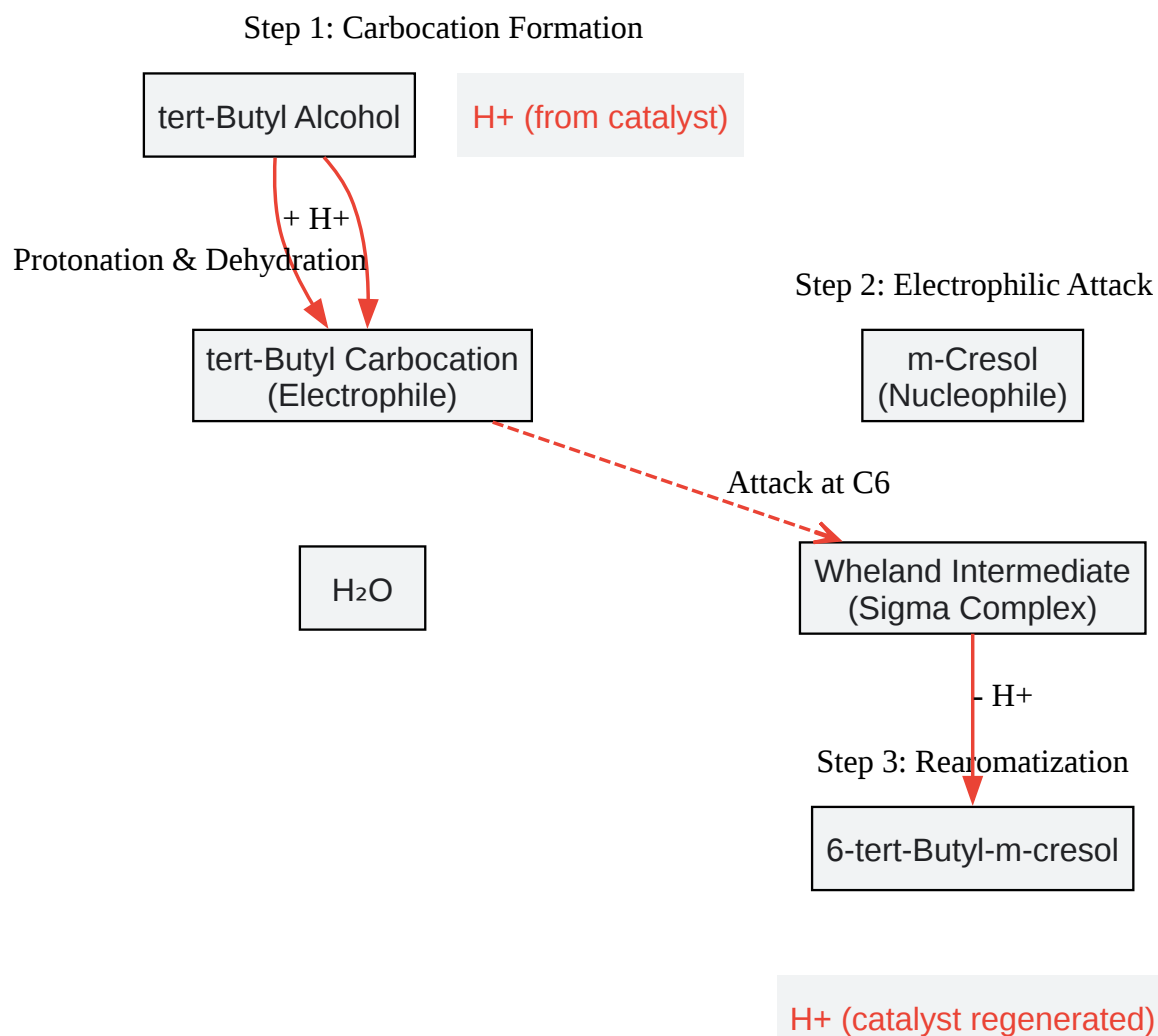 Step 1: Carbocation Formation
tert-Butyl Alcohol
H+ (from catalyst)
+ H+
Protonation & Dehydration
Step 2: Electrophilic Attack
tert-Butyl Carbocation
(Electrophile)
m-Cresol
(Nucleophile)
Attack at C6
H₂O
Wheland Intermediate
(Sigma Complex)
- H+
Step 3: Rearomatization
6-tert-Butyl-m-cresol
H+ (catalyst regenerated)